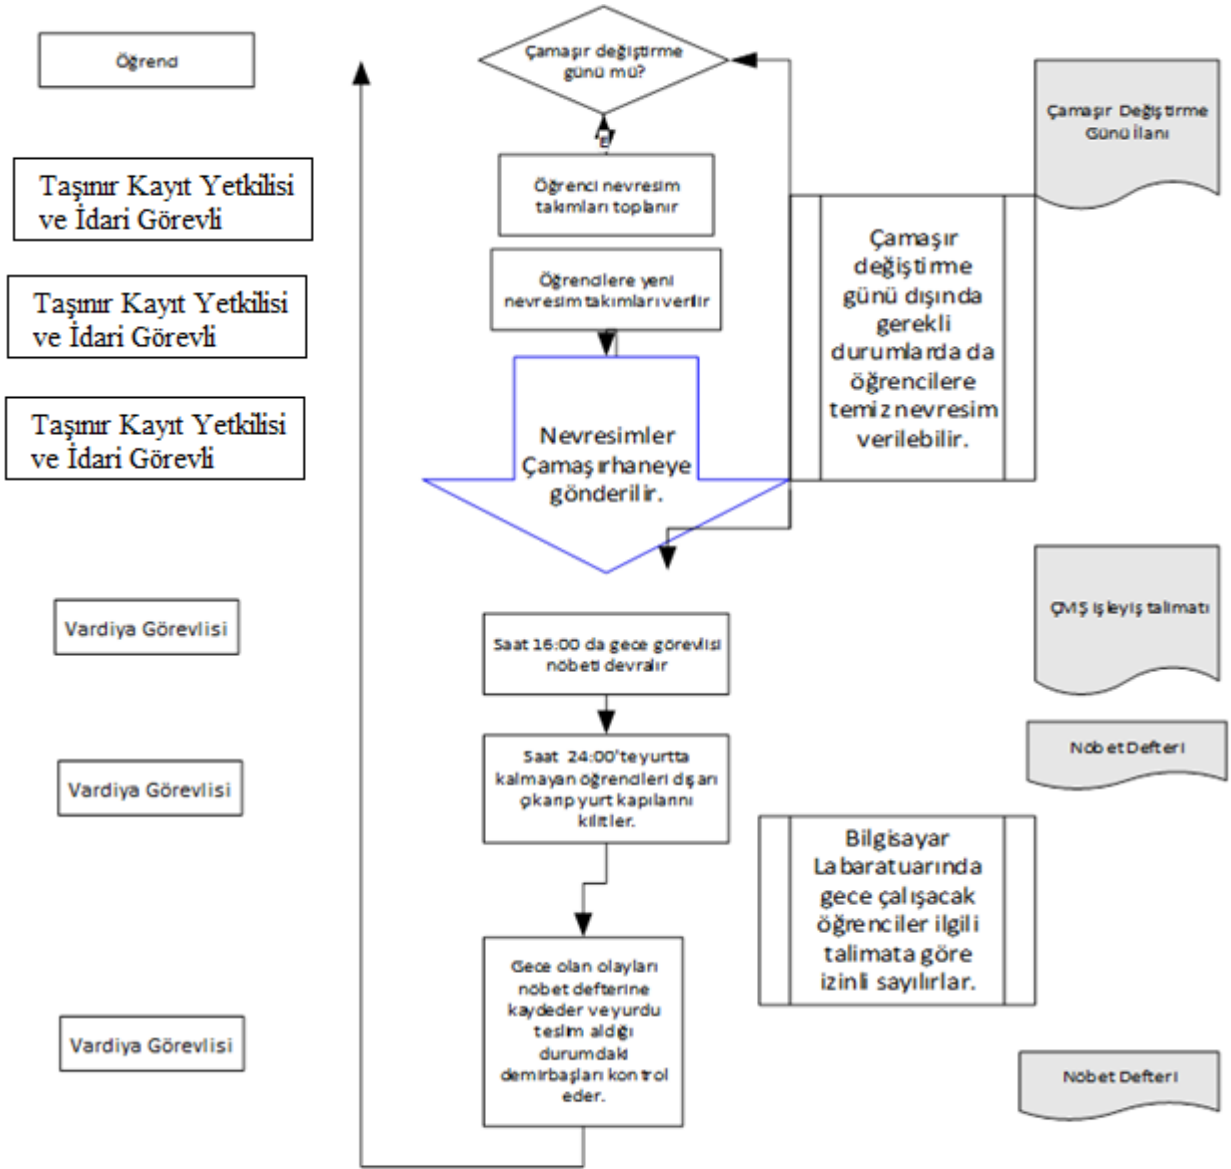 Öğrenci
Çamaşır değiştirme
günü mü?
Çamaşır Değiştirme
Günü İlanı
E
Taşınır Kayıt Yetkilisi
ve İdari Görevli
Öğrenci nevresim
takımları toplanır
Çamaşır
değiştirme
günü dışında
gerekli
durumlarda da
öğrencilere
temiz nevresim
verilebilir.
Taşınır Kayıt Yetkilisi
ve İdari Görevli
Öğrencilere yeni
nevresim takımları verilir
Taşınır Kayıt Yetkilisi
ve İdari Görevli
Nevresimler
Çamaşırhaneye
gönderilir.
Vardiya Görevlisi
Saat 16:00 da gece görevlisi
nöbeti devralır
ÇMŞ işleyiş talimatı
Vardiya Görevlisi
Saat 24:00'te yurtta
kalmayan öğrencileri dışarı
çıkarıp yurt kapılarını
kilitler.
Nöbet Defteri
Bilgisayar
Labaratuarında
gece çalışacak
öğrenciler ilgili
talimata göre
izinli sayılırlar.
Vardiya Görevlisi
Gece olan olayları
nöbet defterine
kaydeder ve yurdu
teslim aldığı
durumdaki
demirbaşları kontrol
eder.
Nöbet Defteri